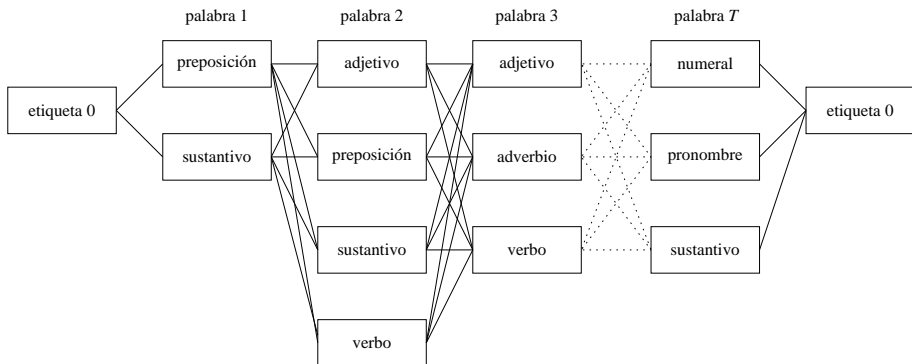 palabra 1 palabra 2 palabra 3 palabra T
preposición adjetivo adjetivo numeral
etiqueta 0 etiqueta 0
sustantivo preposición adverbio pronombre
sustantivo verbo sustantivo
verbo